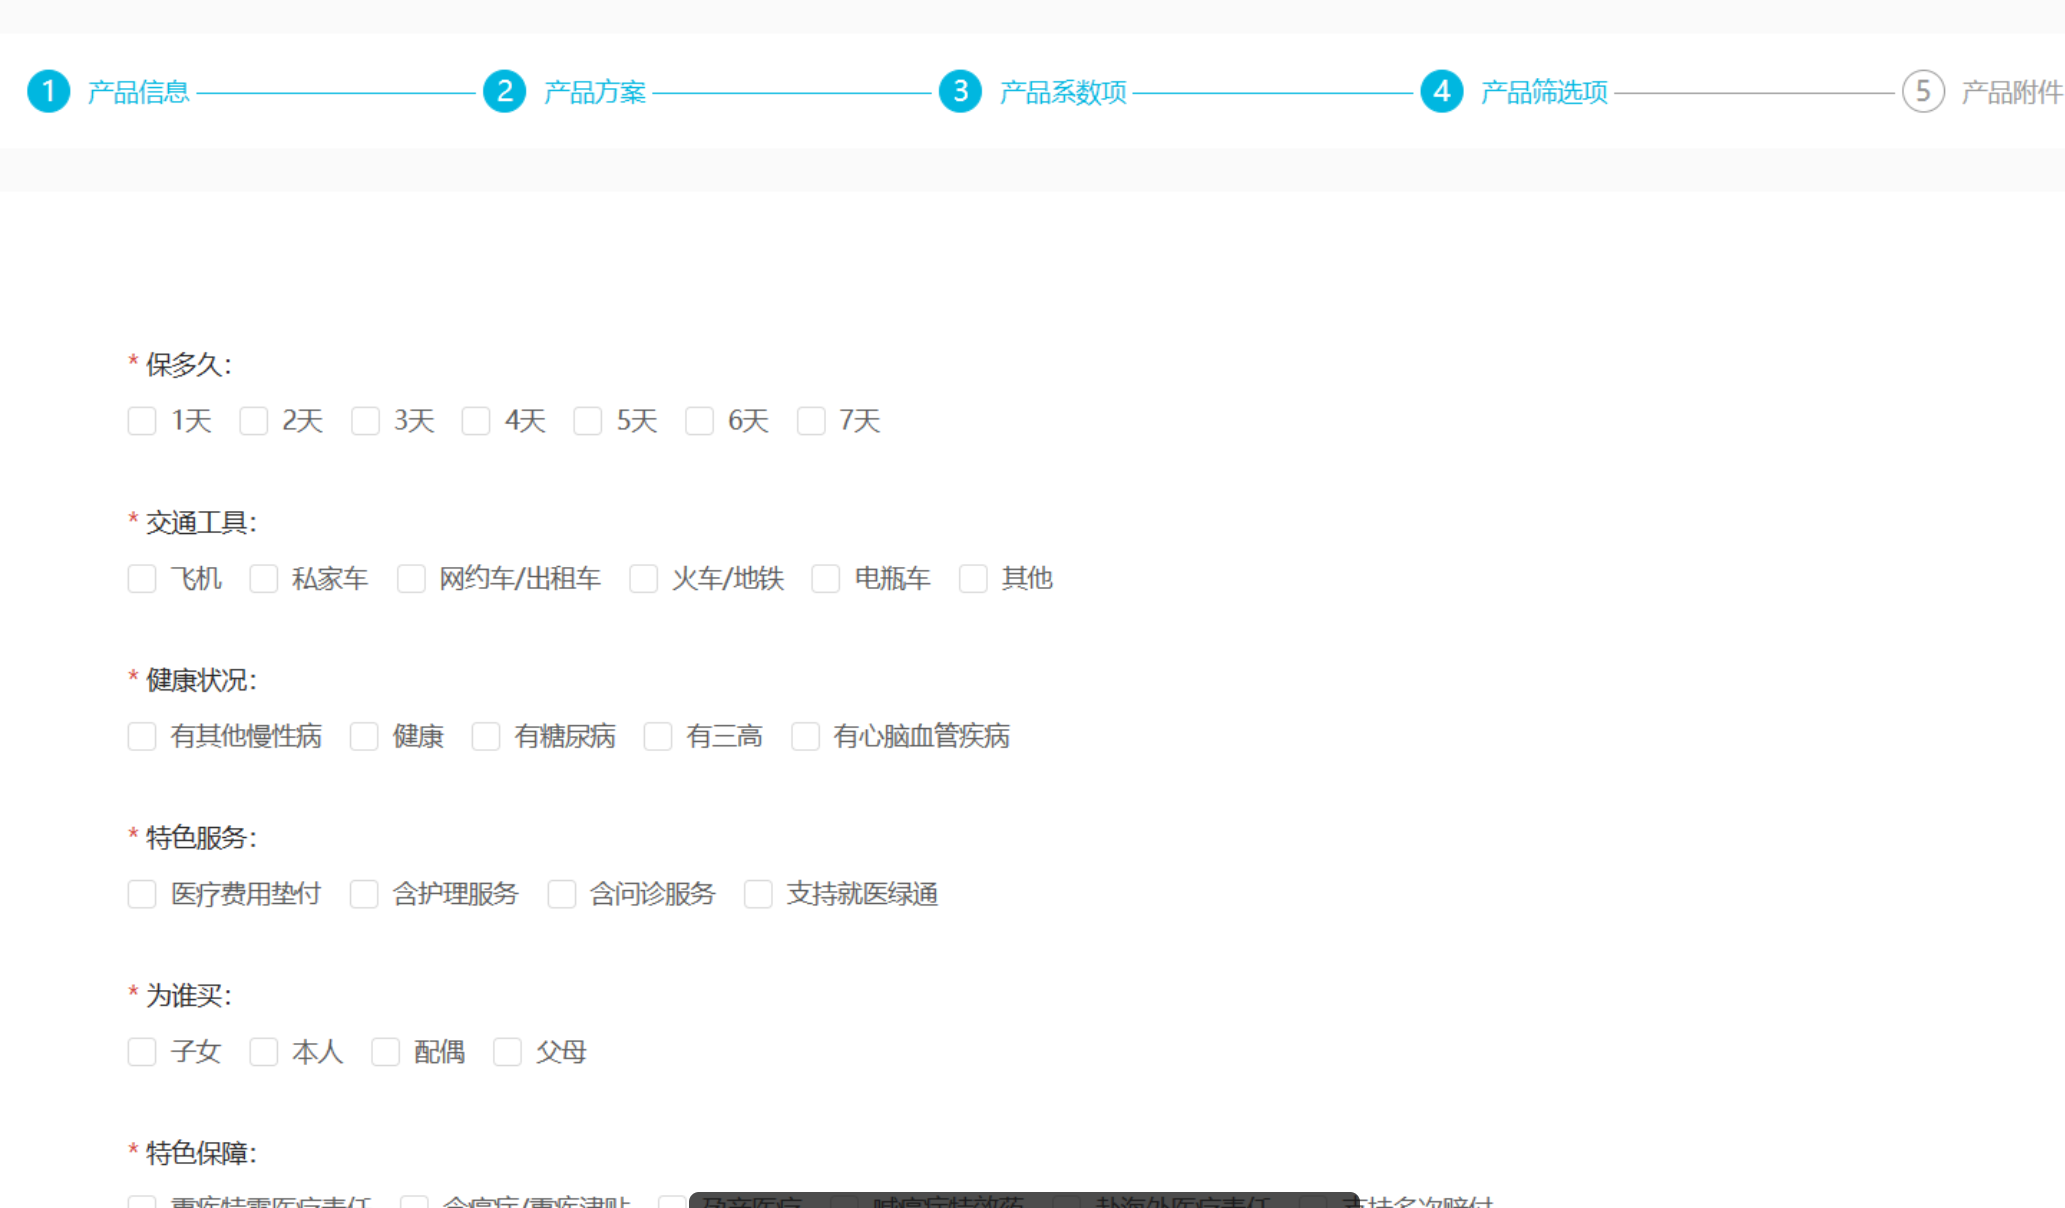 1 产品信息 2 产品方案 3 产品系数项 4 产品筛选项 5 产品附件
* 保多久:
1天 2天 3天 4天 5天 6天 7天
* 交通工具:
飞机 私家车 网约车/出租车 火车/地铁 电瓶车 其他
* 健康状况:
有其他慢性病 健康 有糖尿病 有三高 有心脑血管疾病
* 特色服务:
医疗费用垫付 含护理服务 含问诊服务 支持就医绿通
* 为谁买:
子女 本人 配偶 父母
* 特色保障:
支持多次赔付